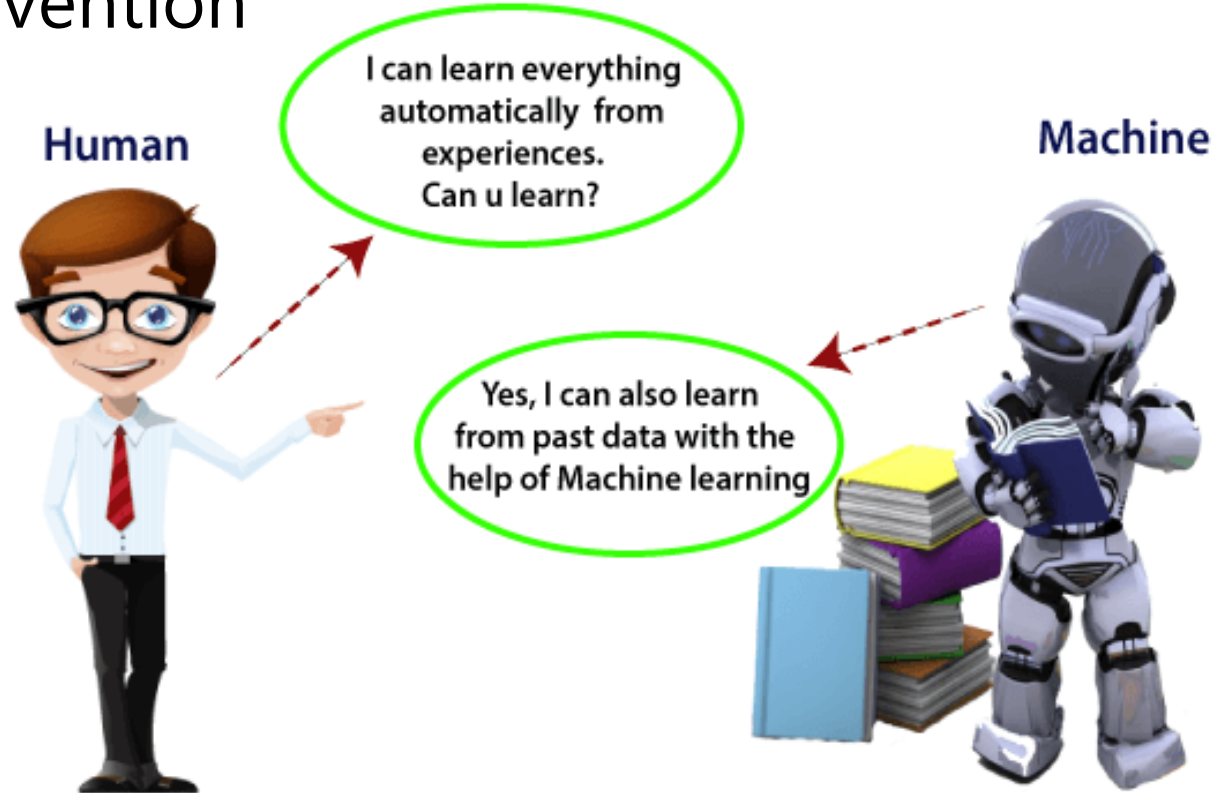 vention
Human
I can learn everything
automatically from
experiences.
Can u learn?
Machine
Yes, I can also learn
from past data with the
help of Machine learning